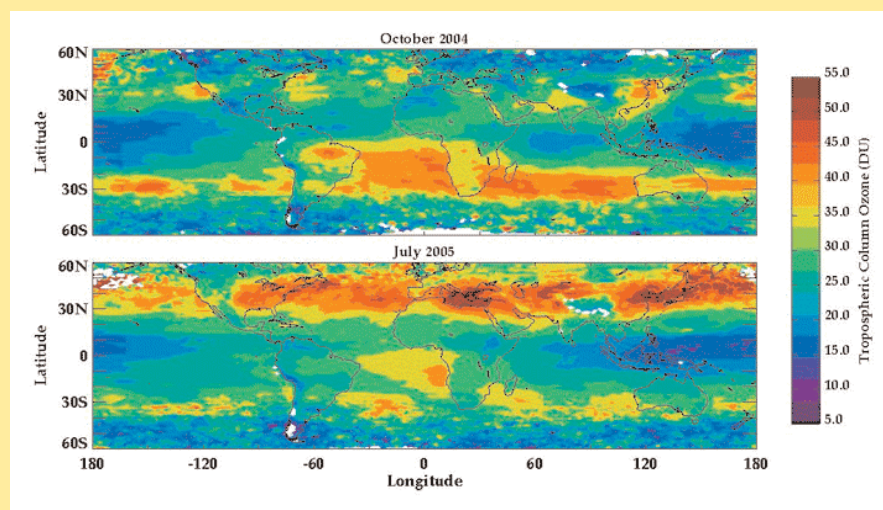 October 2004
60N
30N
0
30S
60S
Latitude
July 2005
60N
30N
0
30S
60S
Latitude
180 -120 -60 0 60 120 180
Longitude
55.0
50.0
45.0
40.0
35.0
30.0
25.0
20.0
15.0
10.0
5.0
Tropospheric Column Ozone (DU)